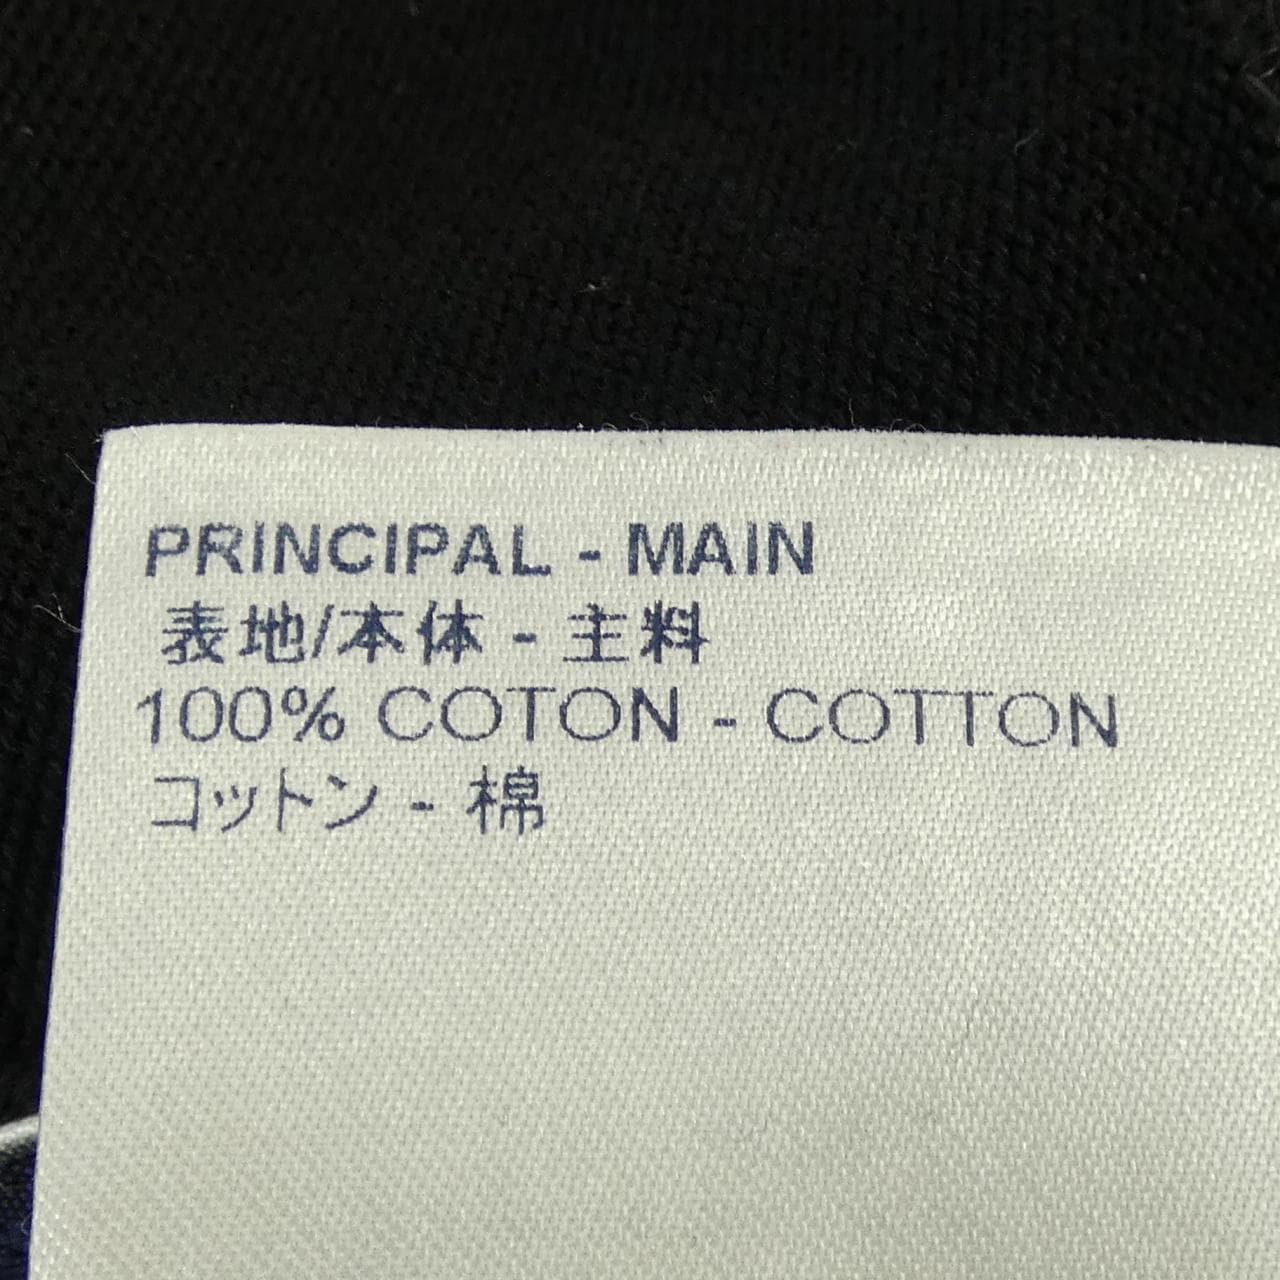 PRINCIPAL - MAIN
表地/本体 - 主料
100% COTON - COTTON
コットン - 棉